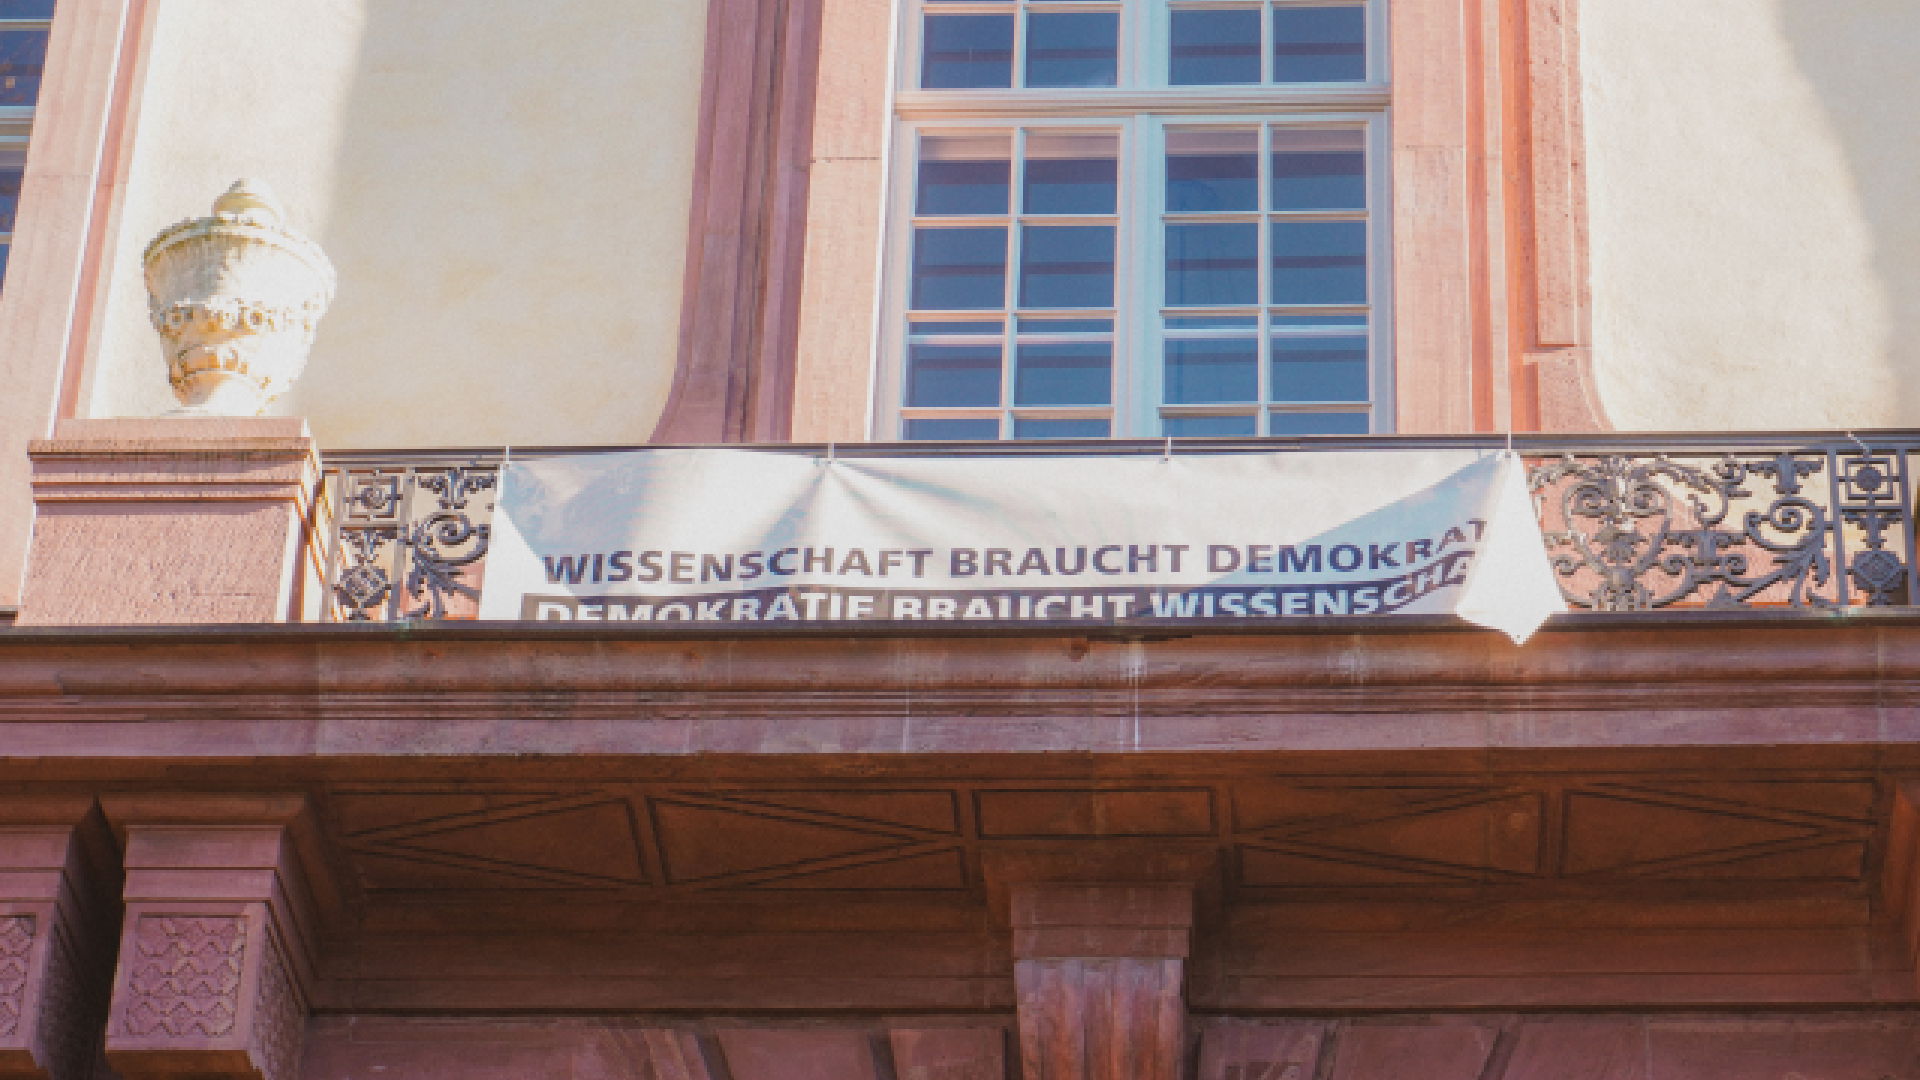 WISSENSCHAFT BRAUCHT DEMOKRAT
DEMOKRATIE BRAUCHT WISSENSCHA